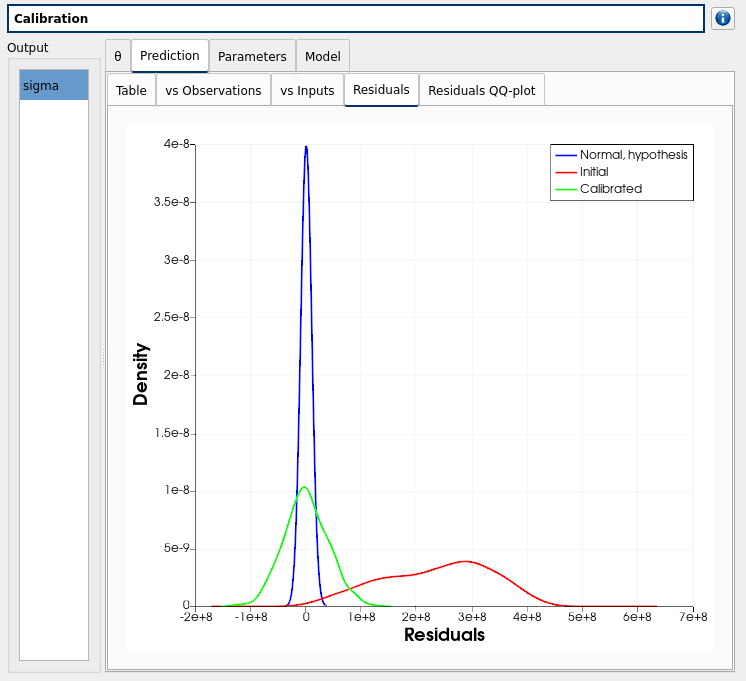 Calibration
Output
sigma
θ Prediction Parameters Model
Table vs Observations vs Inputs Residuals Residuals QQ-plot
Normal, hypothesis
Initial
Calibrated
4e-8
3.5e-8
3e-8
2.5e-8
2e-8
1.5e-8
1e-8
5e-9
0
Density
-2e+8 -1e+8 0 1e+8 2e+8 3e+8 4e+8 5e+8 6e+8 7e+8
Residuals